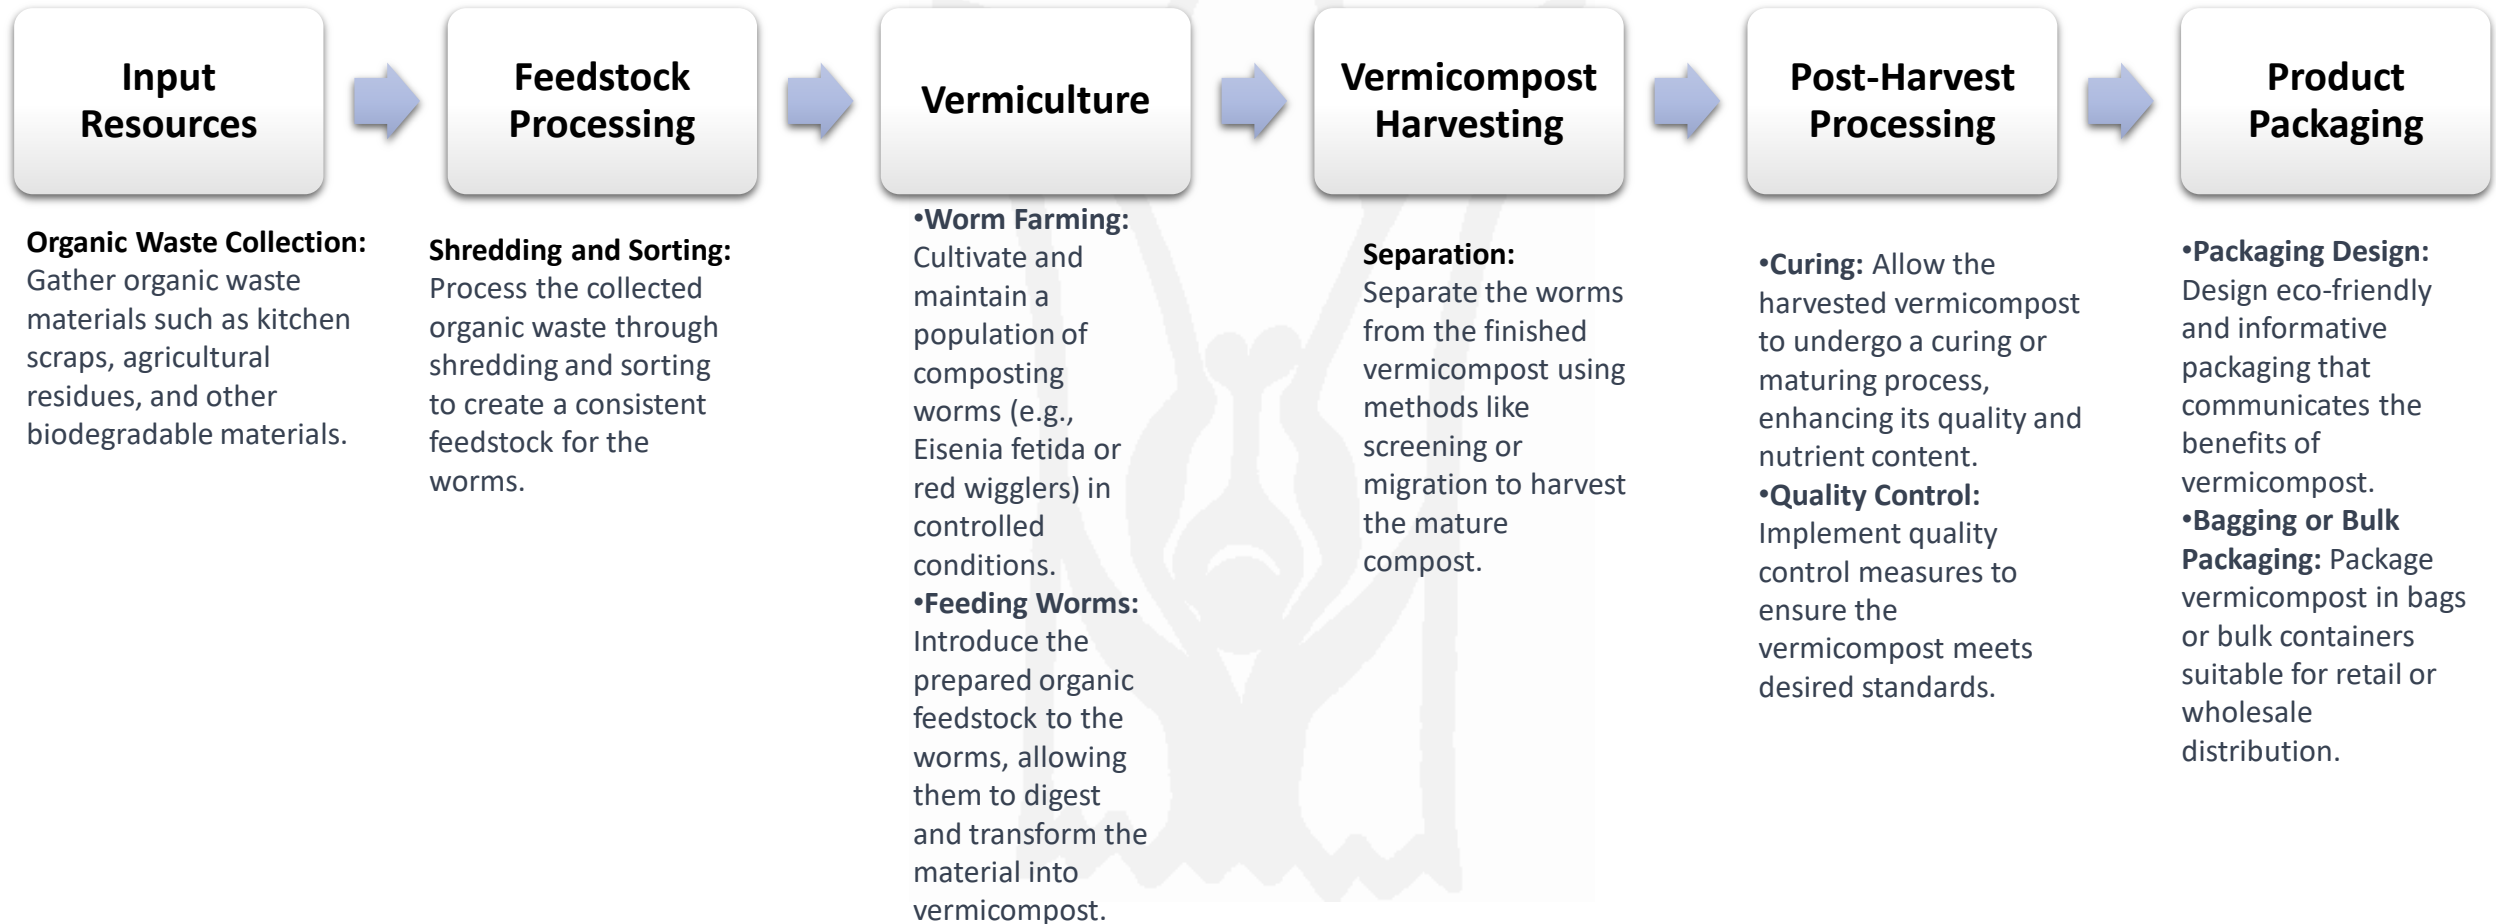 Input
Resources
Feedstock
Processing
Vermiculture
Vermicompost
Harvesting
Post-Harvest
Processing
Product
Packaging
Organic Waste Collection:
Gather organic waste
materials such as kitchen
scraps, agricultural
residues, and other
biodegradable materials.
Shredding and Sorting:
Process the collected
organic waste through
shredding and sorting
to create a consistent
feedstock for the
worms.
•Worm Farming:
Cultivate and
maintain a
population of
composting
worms (e.g.,
Eisenia fetida or
red wigglers) in
controlled
conditions.
•Feeding Worms:
Introduce the
prepared organic
feedstock to the
worms, allowing
them to digest
and transform the
material into
vermicompost.
Separation:
Separate the worms
from the finished
vermicompost using
methods like
screening or
migration to harvest
the mature
compost.
•Curing: Allow the
harvested vermicompost
to undergo a curing or
maturing process,
enhancing its quality and
nutrient content.
•Quality Control:
Implement quality
control measures to
ensure the
vermicompost meets
desired standards.
•Packaging Design:
Design eco-friendly
and informative
packaging that
communicates the
benefits of
vermicompost.
•Bagging or Bulk
Packaging: Package
vermicompost in bags
or bulk containers
suitable for retail or
wholesale
distribution.